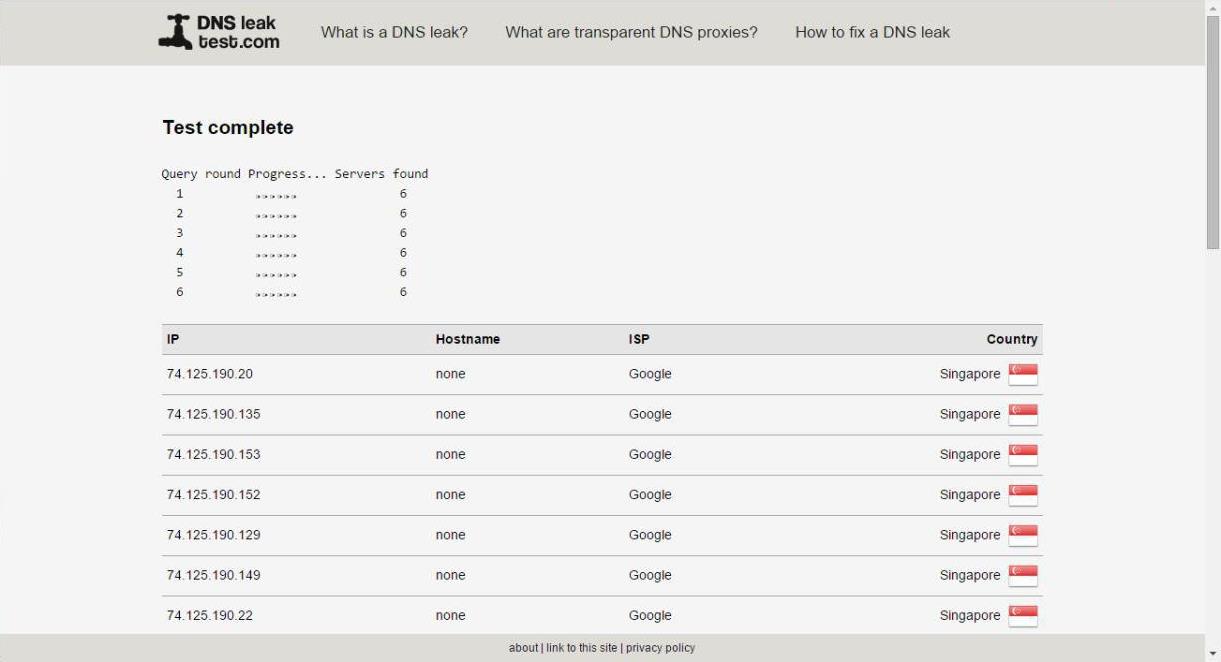 DNS leak
test.com
What is a DNS leak? What are transparent DNS proxies? How to fix a DNS leak
Test complete
Query round Progress... Servers found
1 ...... 6
2 ...... 6
3 ...... 6
4 ...... 6
5 ...... 6
6 ...... 6
IP Hostname ISP Country
74.125.190.20 none Google Singapore
74.125.190.135 none Google Singapore
74.125.190.153 none Google Singapore
74.125.190.152 none Google Singapore
74.125.190.129 none Google Singapore
74.125.190.149 none Google Singapore
74.125.190.22 none Google Singapore
about | link to this site | privacy policy